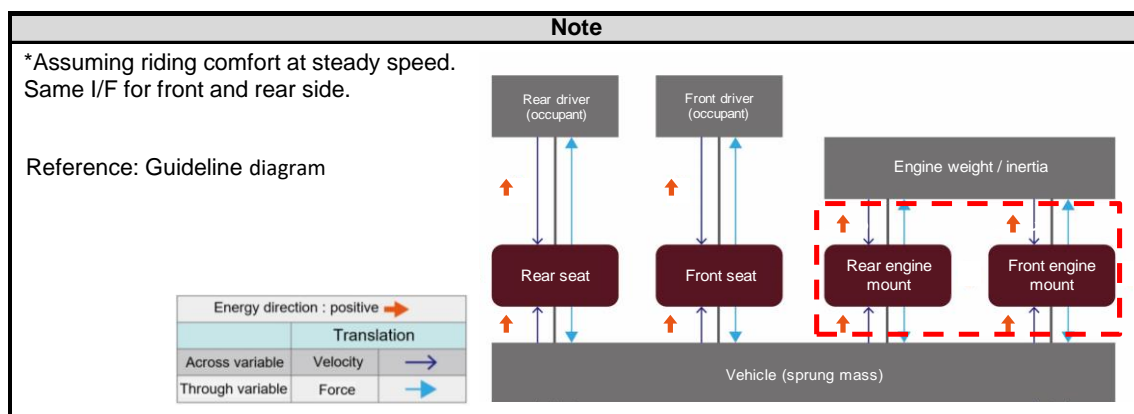 Note
*Assuming riding comfort at steady speed.
Same I/F for front and rear side.
Reference: Guideline diagram
Rear driver
(occupant)
Front driver
(occupant)
Engine weight / inertia
Rear seat
Front seat
Rear engine
mount
Front engine
mount
Vehicle (sprung mass)
Energy direction : positive
Translation
Across variable Velocity
Through variable Force